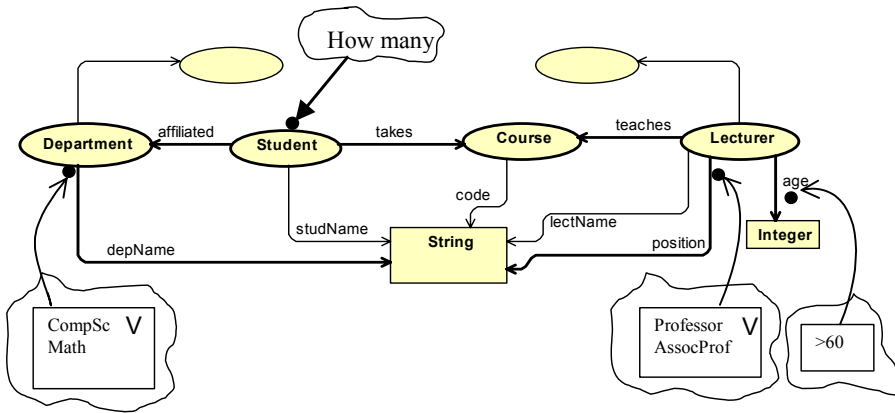 How many
affiliated
takes
teaches
Department
Student
Course
Lecturer
code
age
studName
lectName
String
Integer
depName
position
CompSc V
Math
Professor V
AssocProf
>60